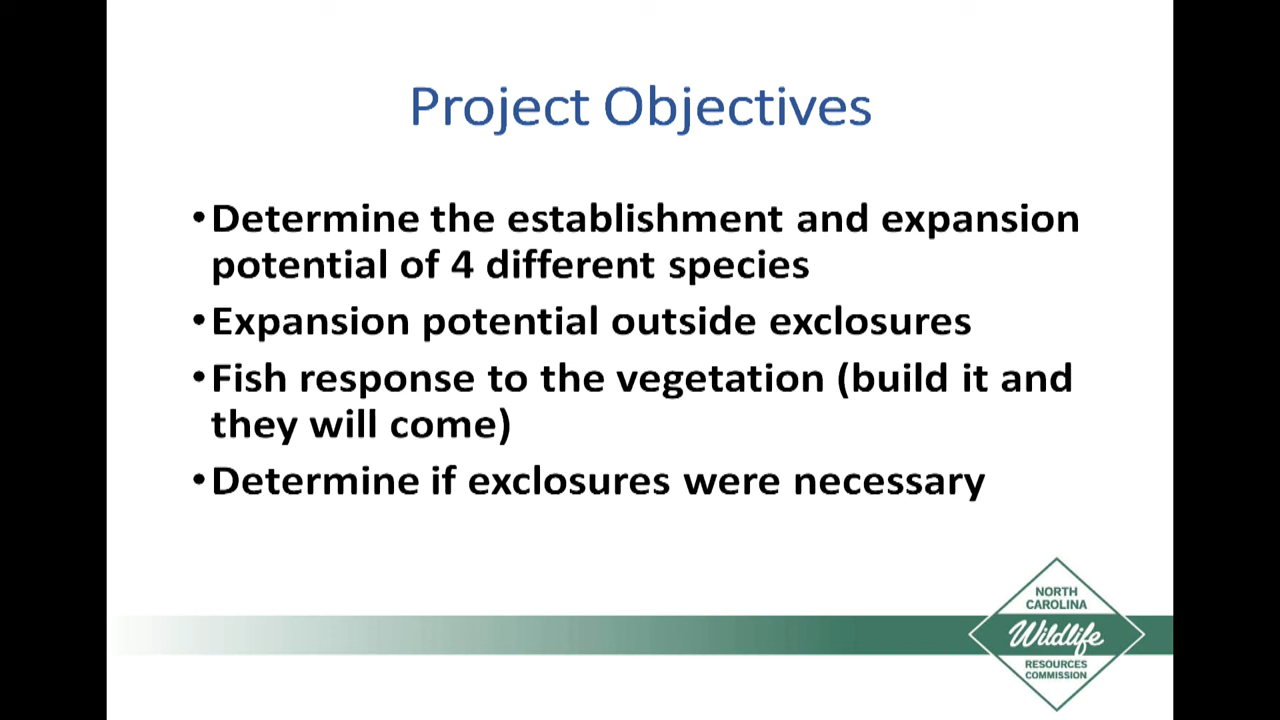 Project Objectives
•Determine the establishment and expansion
potential of 4 different species
•Expansion potential outside exclosures
•Fish response to the vegetation (build it and
they will come)
•Determine if exclosures were necessary
NORTH
CAROLINA
Wildlife
RESOURCES
COMMISSION